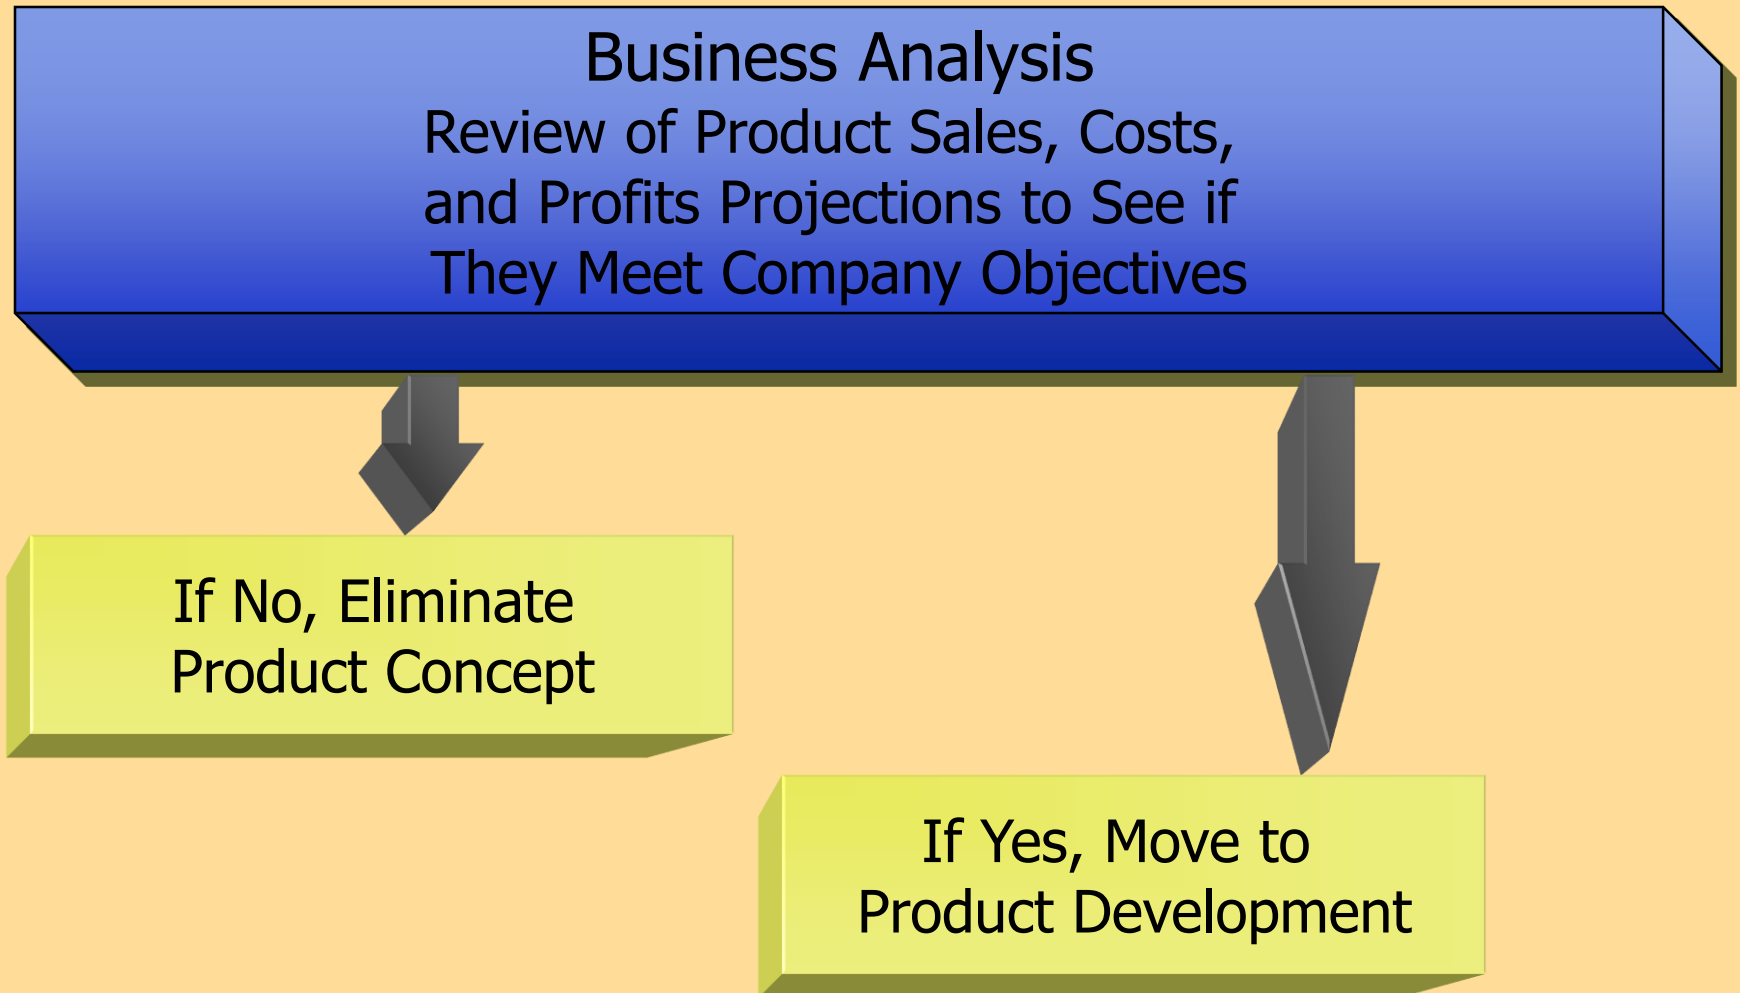 Business Analysis
Review of Product Sales, Costs,
and Profits Projections to See if
They Meet Company Objectives
If No, Eliminate
Product Concept
If Yes, Move to
Product Development